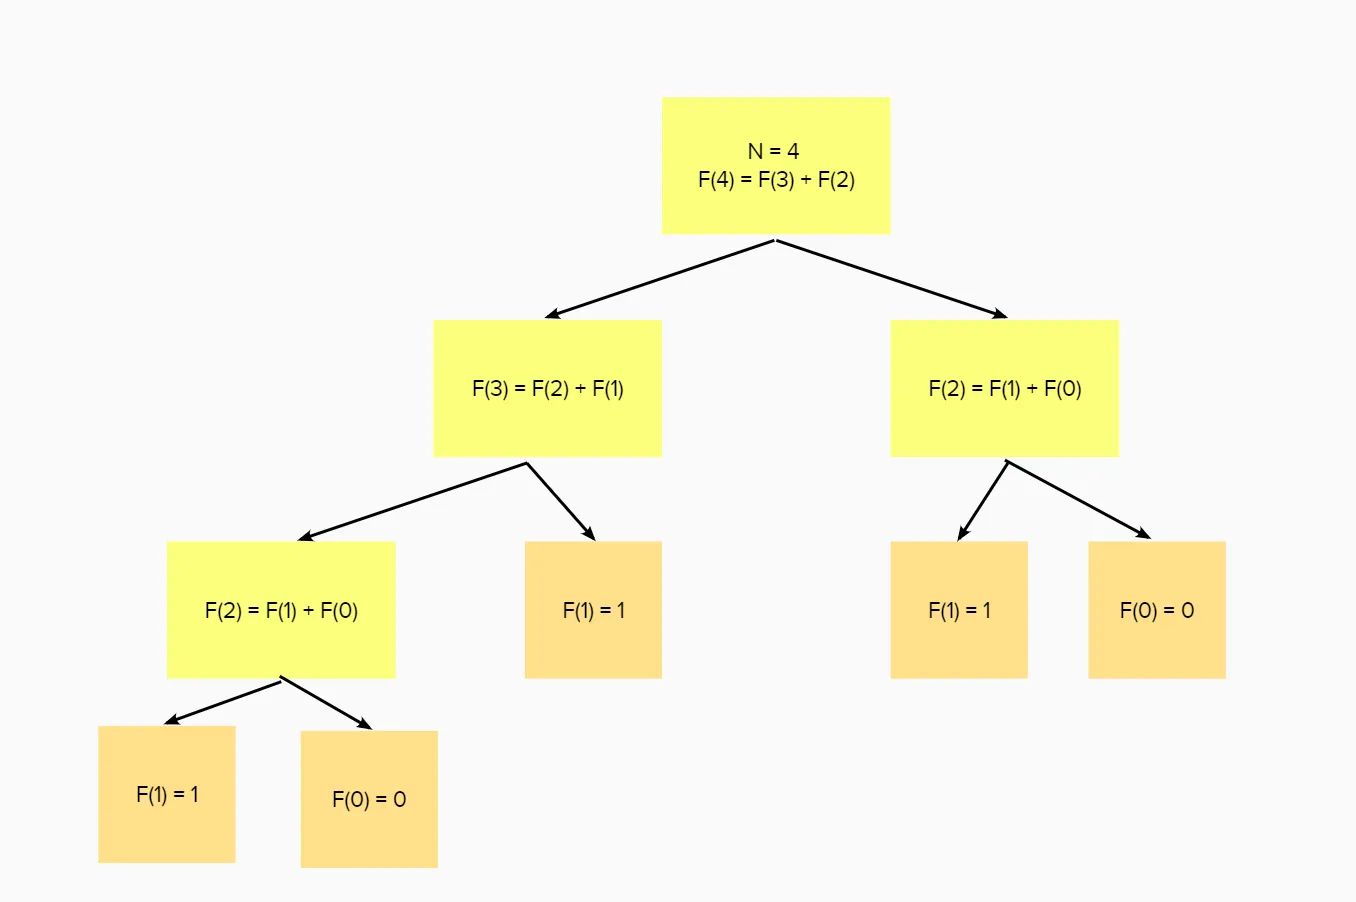 N = 4
F(4) = F(3) + F(2)
F(3) = F(2) + F(1)
F(2) = F(1) + F(0)
F(2) = F(1) + F(0)
F(1) = 1
F(1) = 1
F(0) = 0
F(1) = 1
F(0) = 0